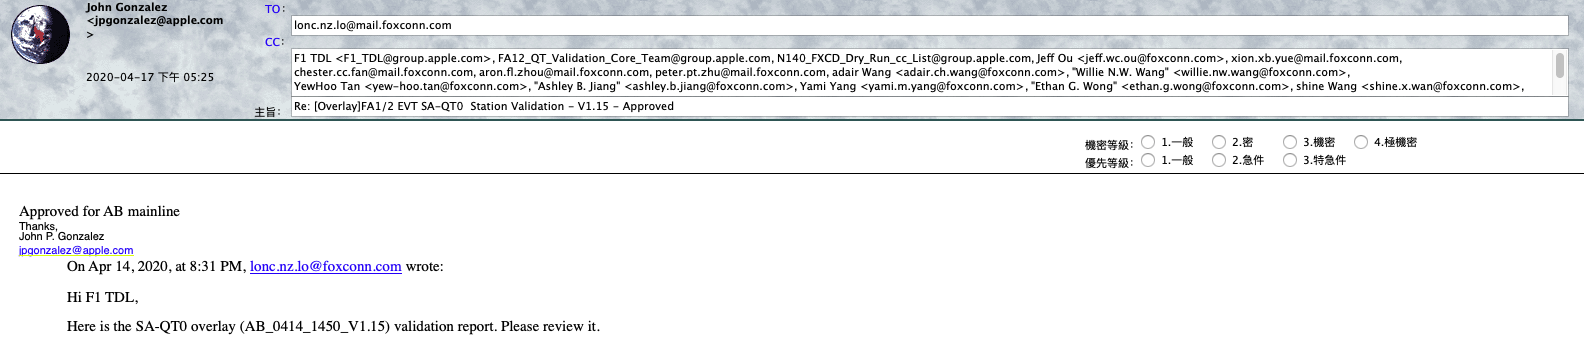 John Gonzalez
<jpgonzalez@apple.com
>
2020-04-17 下午 05:25
TO:
lonc.nz.lo@mail.foxconn.com
CC:
F1 TDL <F1_TDL@group.apple.com>, FA12_QT_Validation_Core_Team@group.apple.com, N140_FXCD_Dry_Run_cc_List@group.apple.com, Jeff Ou <jeff.wc.ou@foxconn.com>, xion.xb.yue@mail.foxconn.com,
chester.cc.fan@mail.foxconn.com, aron.fl.zhou@mail.foxconn.com, peter.pt.zhu@mail.foxconn.com, adair Wang <adair.ch.wang@foxconn.com>, "Willie N.W. Wang" <willie.nw.wang@foxconn.com>,
YewHoo Tan <yew-hoo.tan@foxconn.com>, "Ashley B. Jiang" <ashley.b.jiang@foxconn.com>, Yami Yang <yami.m.yang@foxconn.com>, "Ethan G. Wong" <ethan.g.wong@foxconn.com>, shine Wang <shine.x.wan@foxconn.com>,
主旨:
Re: [Overlay]FA1/2 EVT SA-QT0 Station Validation - V1.15 - Approved
機密等級: 1.一般 2.密 3.機密 4.極機密
優先等級: 1.一般 2.急件 3.特急件
Approved for AB mainline
Thanks,
John P. Gonzalez
jpgonzalez@apple.com
On Apr 14, 2020, at 8:31 PM, lonc.nz.lo@foxconn.com wrote:
Hi F1 TDL,
Here is the SA-QT0 overlay (AB_0414_1450_V1.15) validation report. Please review it.